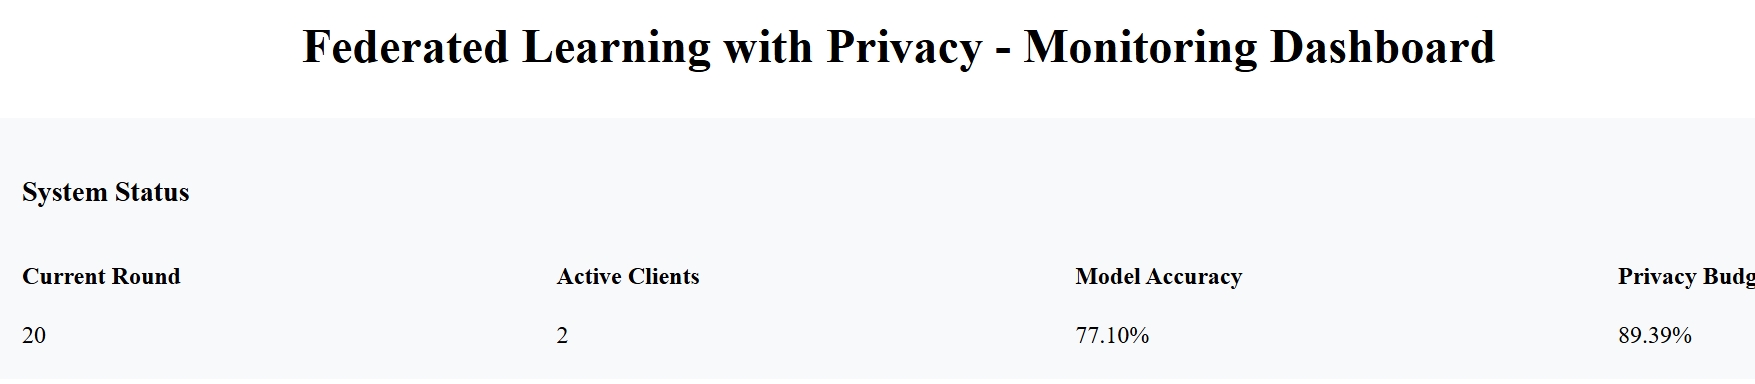 Federated Learning with Privacy - Monitoring Dashboard
System Status
Current Round Active Clients Model Accuracy Privacy Budg
20 2 77.10% 89.39%